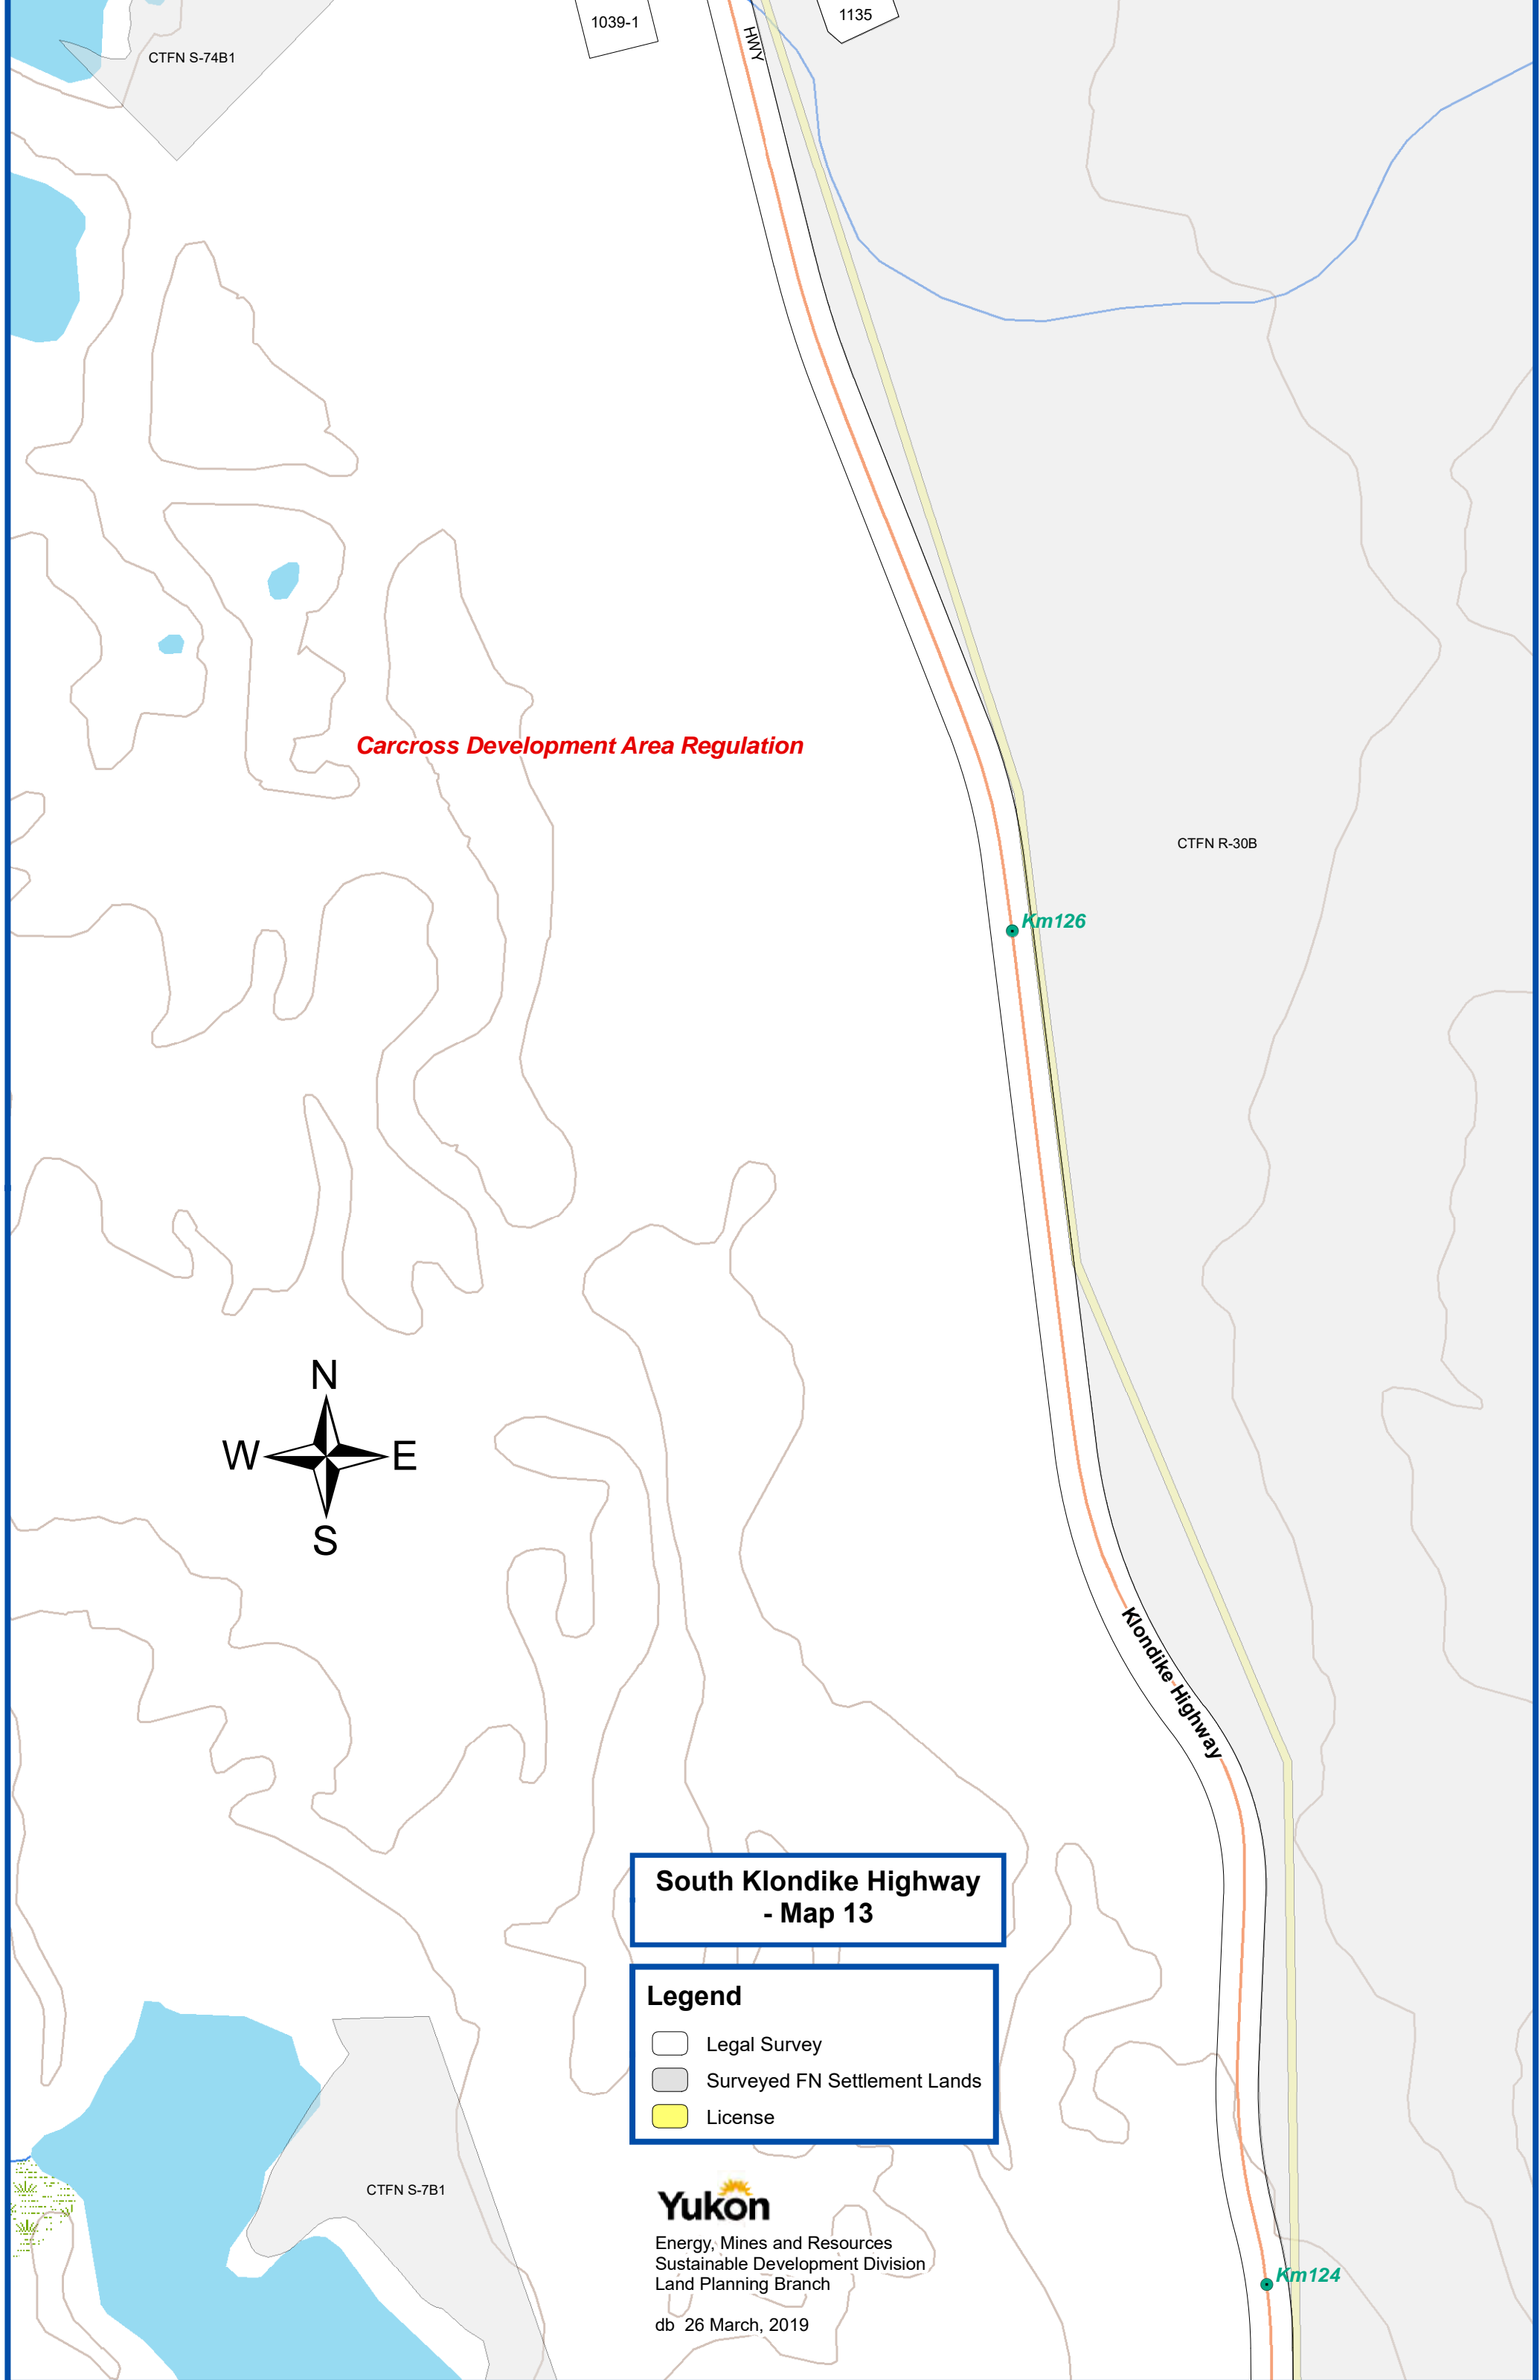 1039-1
1135
HWY
CTFN S-74B1
Carcross Development Area Regulation
CTFN R-30B
Km126
N
W E
S
Klondike Highway
South Klondike Highway
- Map 13
Legend
Legal Survey
Surveyed FN Settlement Lands
License
CTFN S-7B1
Yukon
Energy, Mines and Resources
Sustainable Development Division
Land Planning Branch
Km124
db 26 March, 2019